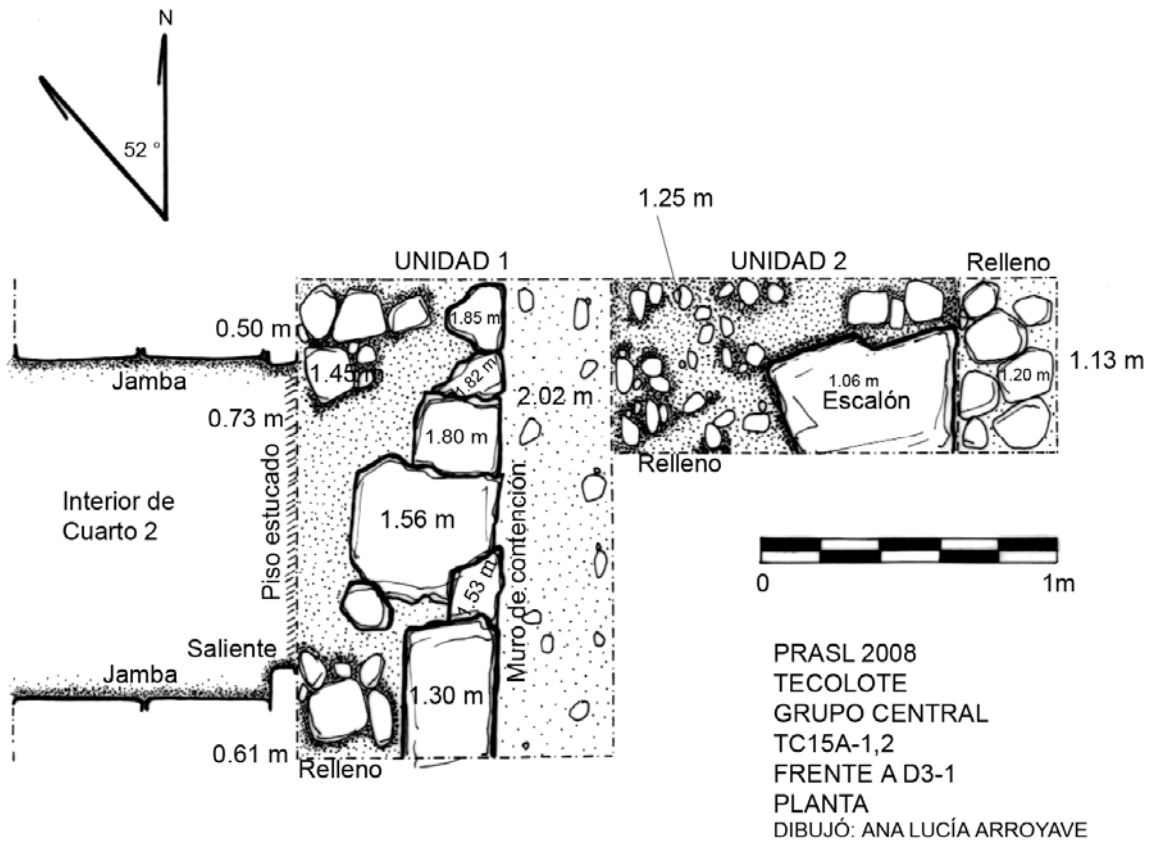 N
52 °
1.25 m
UNIDAD 1
UNIDAD 2
Relleno
0.50 m
1.85 m
1.13 m
Jamba
1.45m
1.82 m
2.02 m
1.06 m
Escalón
1.20 m
0.73 m
1.80 m
Relleno
Interior de
Cuarto 2
Piso estucado
1.56 m
Muro de contención
1.53 m
0
1m
Saliente
Jamba
1.30 m
0.61 m
Relleno
PRASL 2008
TECOLOTE
GRUPO CENTRAL
TC15A-1,2
FRENTE A D3-1
PLANTA
DIBUJÓ: ANA LUCÍA ARROYAVE